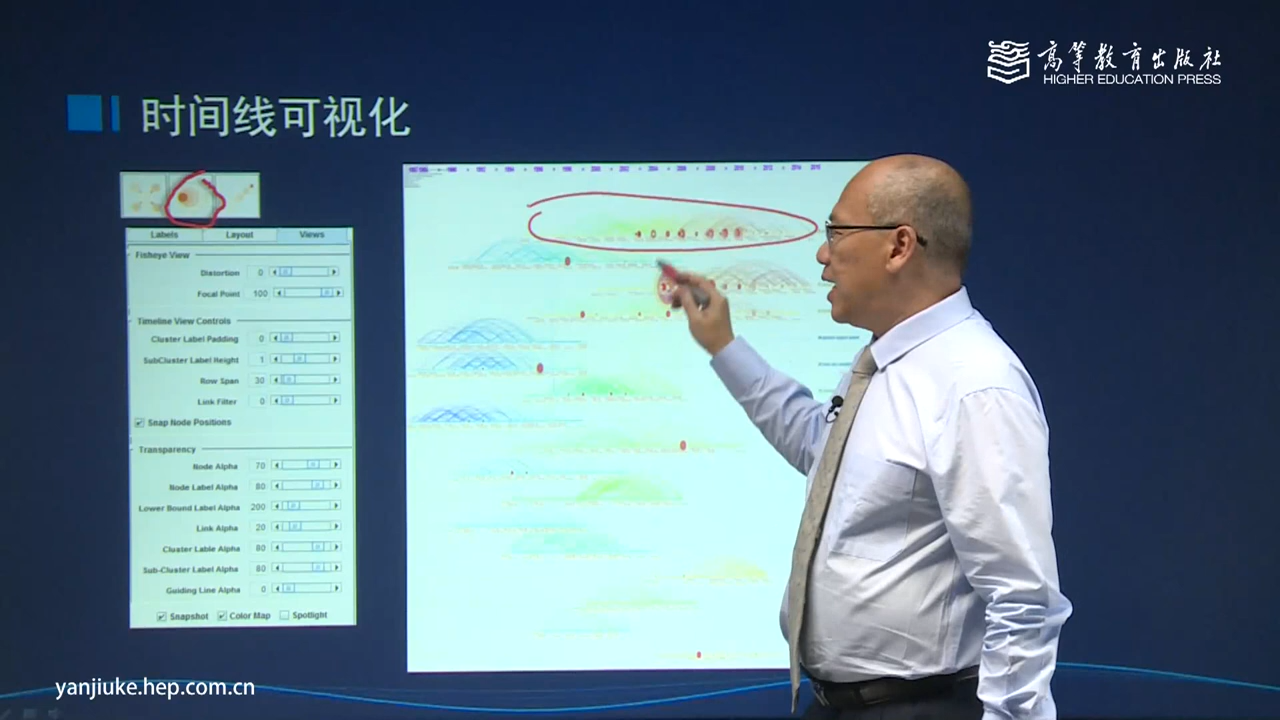 高等教育出版社
HIGHER EDUCATION PRESS
时间线可视化
Labels Layout Views
Fisheye View
Distortion 0
Focal Point 100
Timeline View Controls
Cluster Label Padding 0
SubCluster Label Height 1
Row Span 30
Link Filter 0
Snap Node Positions
Transparency
Node Alpha 70
Node Label Alpha 80
Lower Bound Label Alpha 200
Link Alpha 20
Cluster Lable Alpha 80
Sub-Cluster Label Alpha 80
Guiding Line Alpha 0
Snapshot Color Map Spotlight
yanjiuke.hep.com.cn